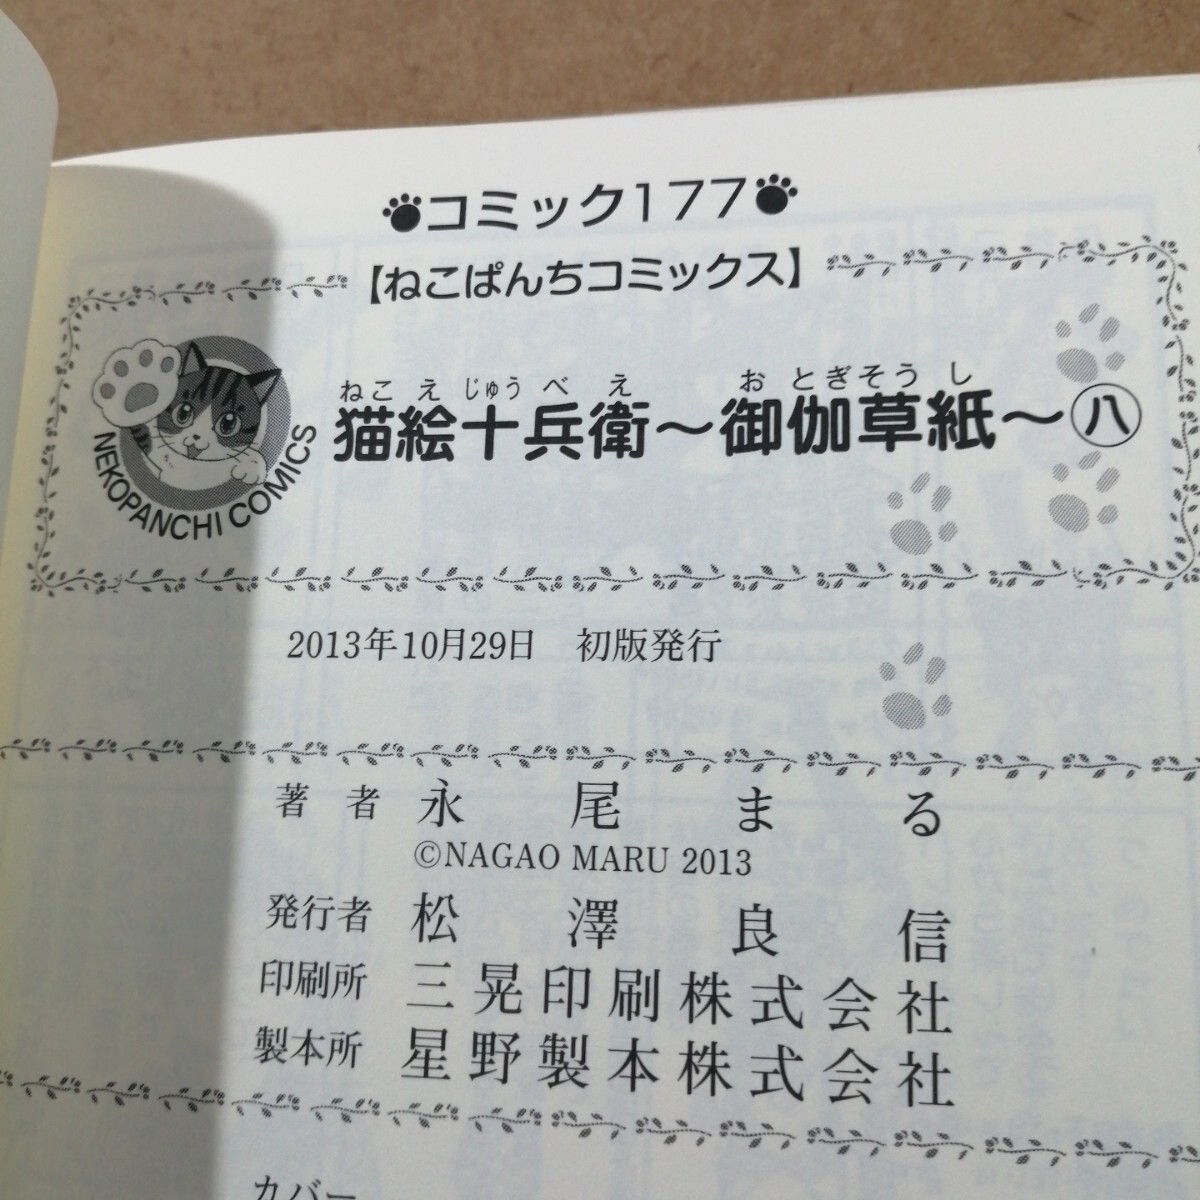 コミック177
【ねこぱんちコミックス】
NEKOPANCHI COMICS
ねこ え じゅう べ え お とぎ そう し
猫絵十兵衛～御伽草紙～㊇
2013年10月29日 初版発行
著者 永尾まる
©NAGAO MARU 2013
発行者 松澤良信
印刷所 三晃印刷株式会社
製本所 星野製本株式会社
カバー